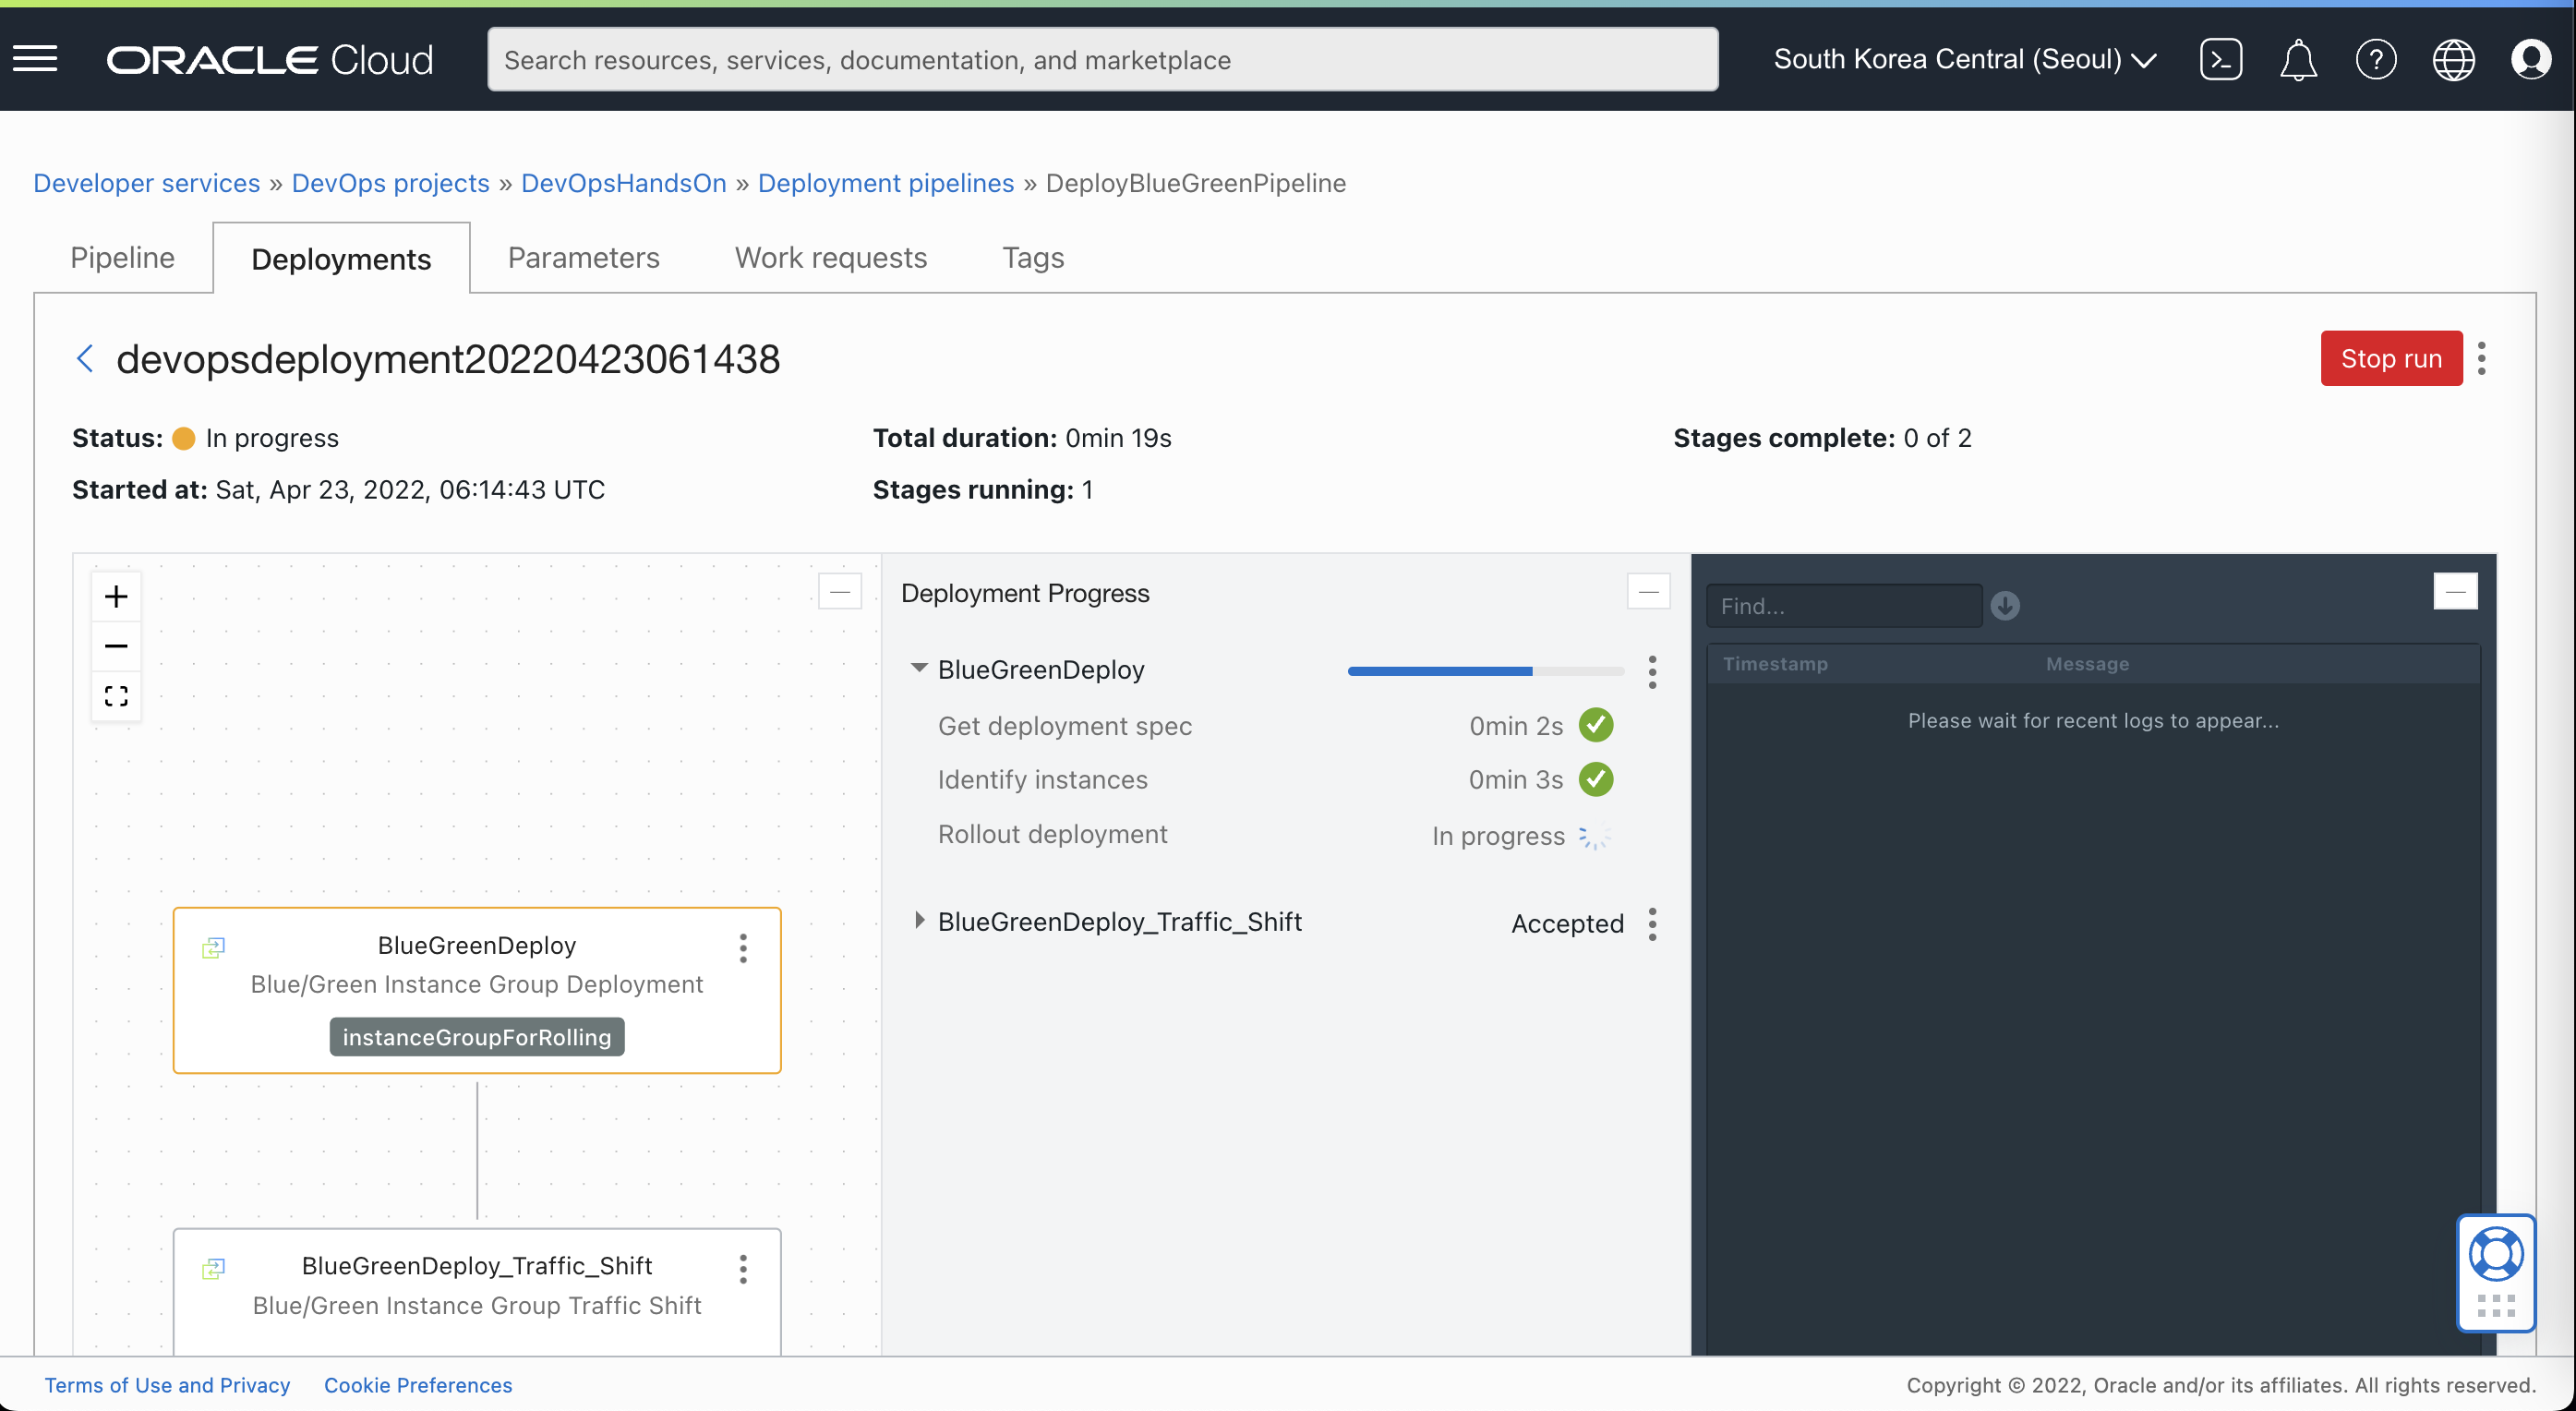 ORACLE Cloud
Search resources, services, documentation, and marketplace
South Korea Central (Seoul)
Developer services » DevOps projects » DevOpsHandsOn » Deployment pipelines » DeployBlueGreenPipeline
Pipeline Deployments Parameters Work requests Tags
devopsdeployment20220423061438
Stop run
Status: In progress
Total duration: 0min 19s
Stages complete: 0 of 2
Started at: Sat, Apr 23, 2022, 06:14:43 UTC
Stages running: 1
BlueGreenDeploy
Blue/Green Instance Group Deployment
instanceGroupForRolling
BlueGreenDeploy_Traffic_Shift
Blue/Green Instance Group Traffic Shift
Deployment Progress
BlueGreenDeploy
Get deployment spec 0min 2s
Identify instances 0min 3s
Rollout deployment In progress
BlueGreenDeploy_Traffic_Shift Accepted
Find...
Timestamp Message
Please wait for recent logs to appear...
Terms of Use and Privacy Cookie Preferences
Copyright © 2022, Oracle and/or its affiliates. All rights reserved.